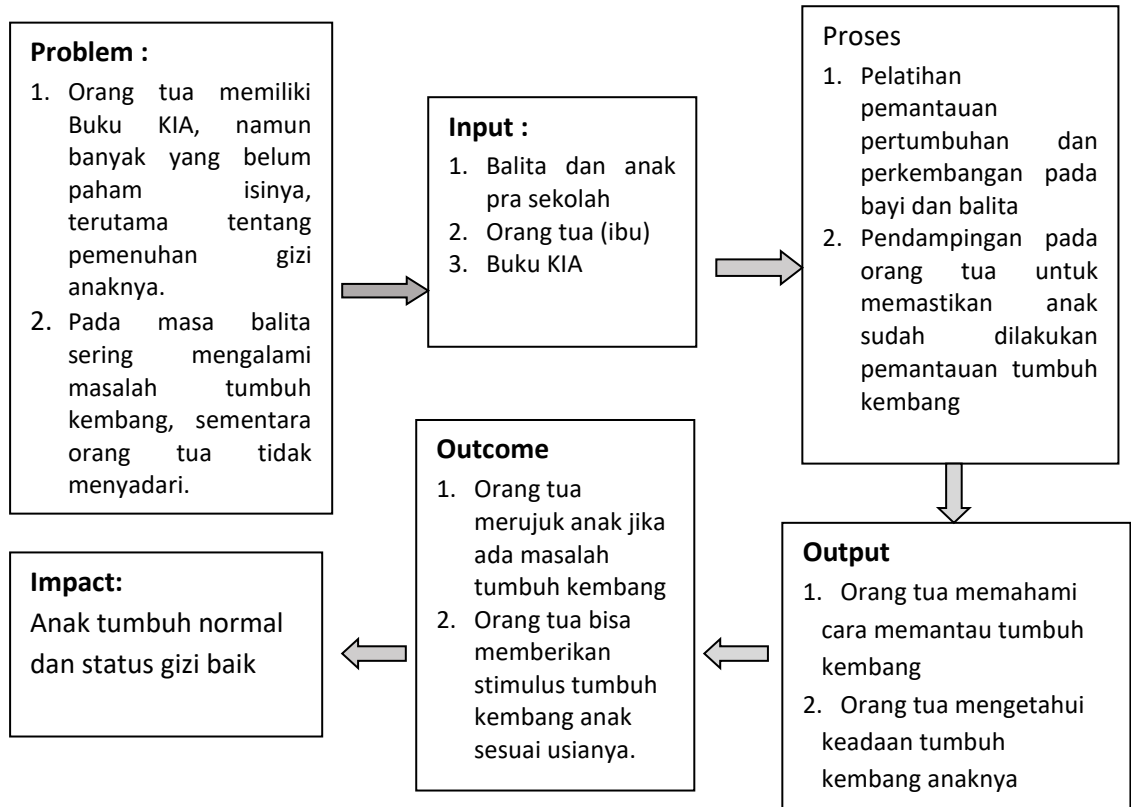 Problem :
1. Orang tua memiliki
Buku KIA, namun
banyak yang belum
paham isinya,
terutama tentang
pemenuhan gizi
anaknya.
2. Pada masa balita
sering mengalami
masalah tumbuh
kembang, sementara
orang tua tidak
menyadari.
Input :
1. Balita dan anak
pra sekolah
2. Orang tua (ibu)
3. Buku KIA
Proses
1. Pelatihan
pemantauan
pertumbuhan dan
perkembangan pada
bayi dan balita
2. Pendampingan pada
orang tua untuk
memastikan anak
sudah dilakukan
pemantauan tumbuh
kembang
Output
1. Orang tua memahami
cara memantau tumbuh
kembang
2. Orang tua mengetahui
keadaan tumbuh
kembang anaknya
Outcome
1. Orang tua
merujuk anak jika
ada masalah
tumbuh kembang
2. Orang tua bisa
memberikan
stimulus tumbuh
kembang anak
sesuai usianya.
Impact:
Anak tumbuh normal
dan status gizi baik